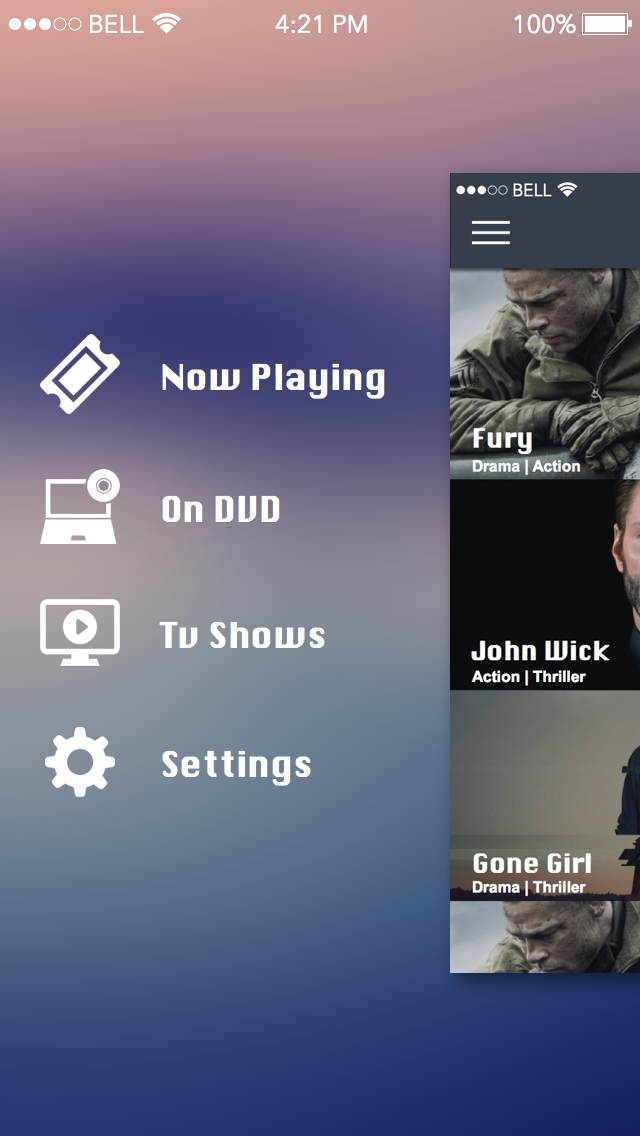 BELL 4:21 PM 100%
BELL
Now Playing
On DVD
Tv Shows
Settings
Fury
Drama | Action
John Wick
Action | Thriller
Gone Girl
Drama | Thriller